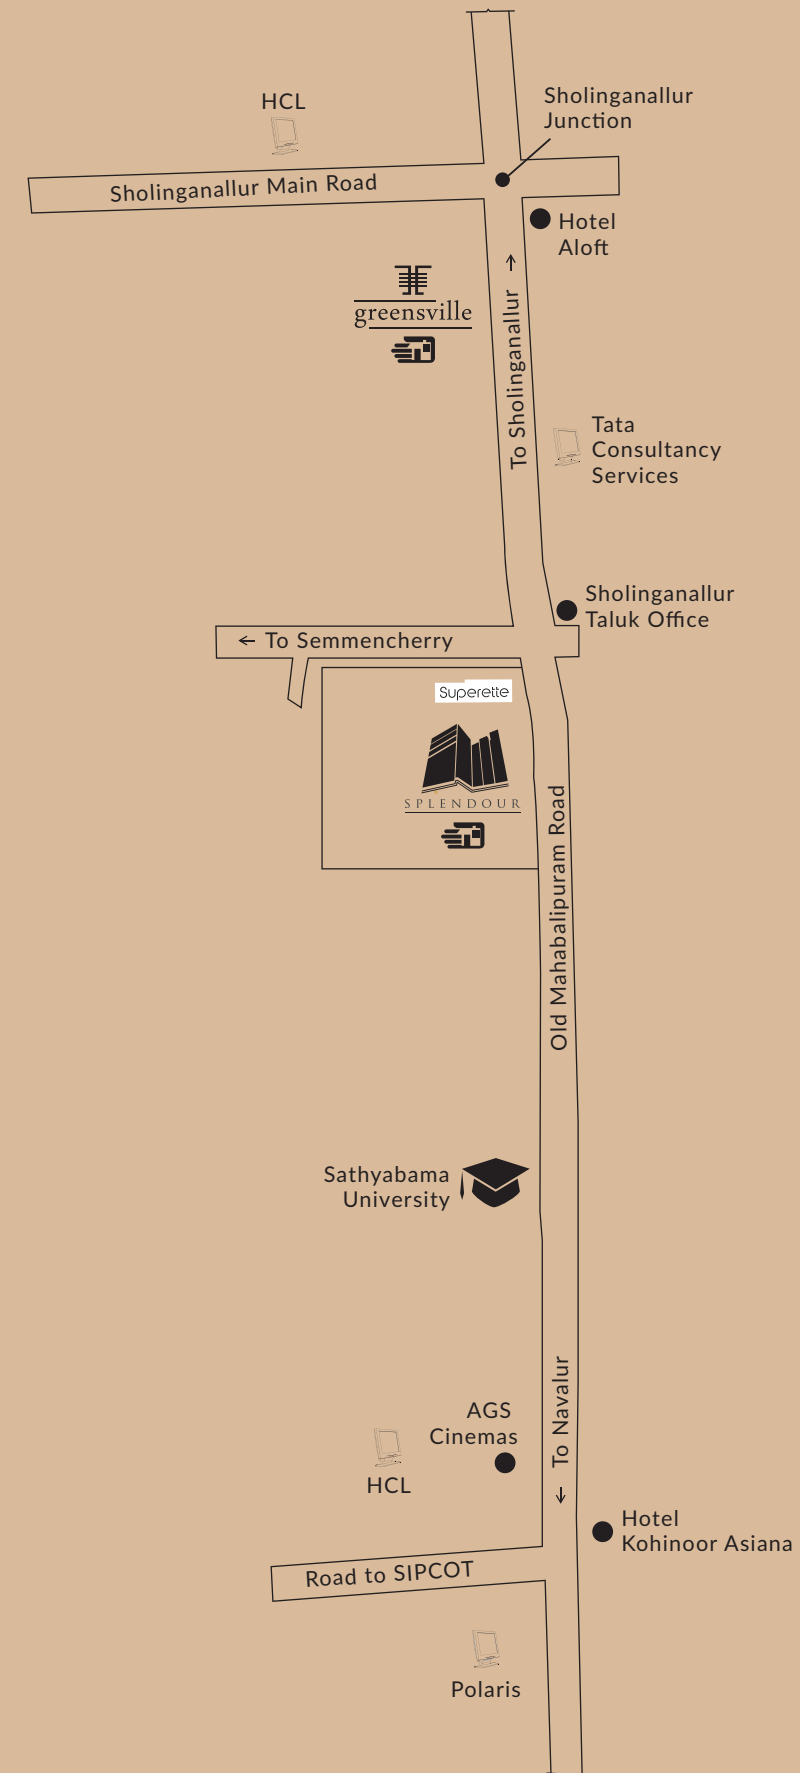 HCL
Sholinganallur
Junction
Sholinganallur Main Road
Hotel
Aloft
greensville
To Sholinganallur
Tata
Consultancy
Services
Sholinganallur
Taluk Office
To Semmencherry
Superette
SPLENDOUR
Old Mahabalipuram Road
Sathyabama
University
To Navalur
AGS
Cinemas
HCL
Hotel
Kohinoor Asiana
Road to SIPCOT
Polaris